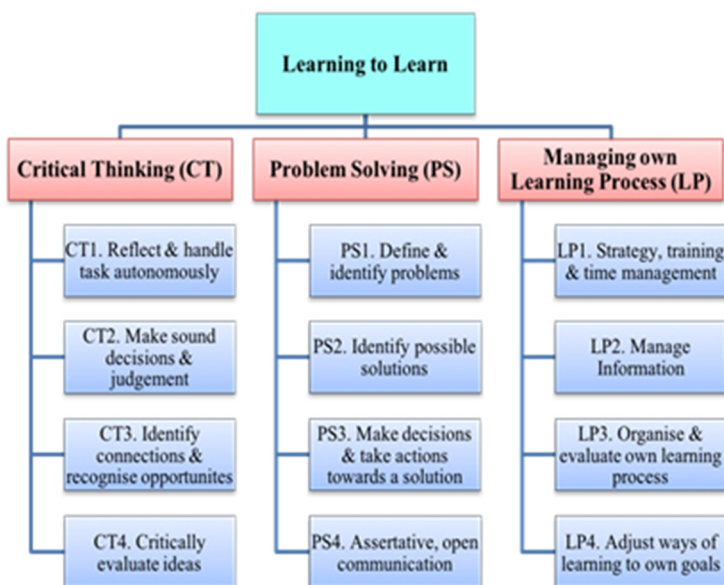 Learning to Learn
Critical Thinking (CT)
CT1. Reflect & handle
task autonomously
CT2. Make sound
decisions &
judgement
CT3. Identify
connections &
recognise opportunites
CT4. Critically
evaluate ideas
Problem Solving (PS)
PS1. Define &
identify problems
PS2. Identify possible
solutions
PS3. Make decisions
& take actions
towards a solution
PS4. Assertative, open
communication
Managing own
Learning Process (LP)
LP1. Strategy, training
& time management
LP2. Manage
Information
LP3. Organise &
evaluate own learning
process
LP4. Adjust ways of
learning to own goals